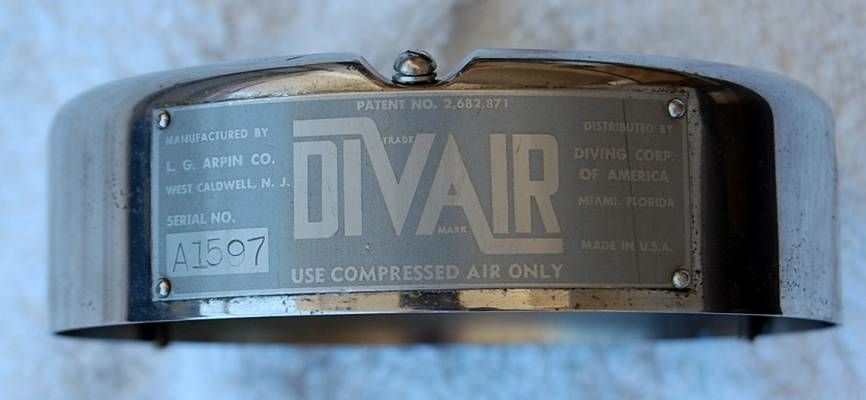 PATENT NO. 2,682,871
MANUFACTURED BY
L. G. ARPIN CO.
WEST CALDWELL, N. J.
SERIAL NO.
A1597
DIVAIR
TRADE
MARK
USE COMPRESSED AIR ONLY
DISTRIBUTED BY
DIVING CORP.
OF AMERICA
MIAMI, FLORIDA
MADE IN U.S.A.